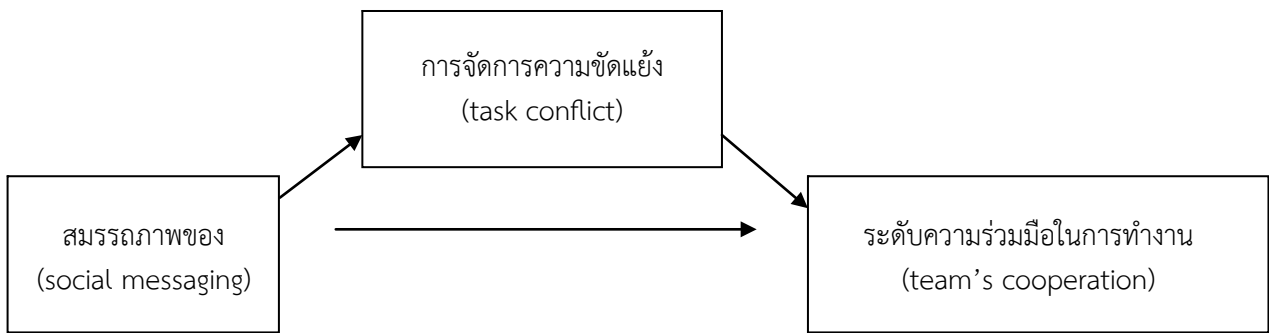 การจัดการความขัดแย้ง
(task conflict)
สมรรถภาพของ
(social messaging)
ระดับความร่วมมือในการทำงาน
(team’s cooperation)